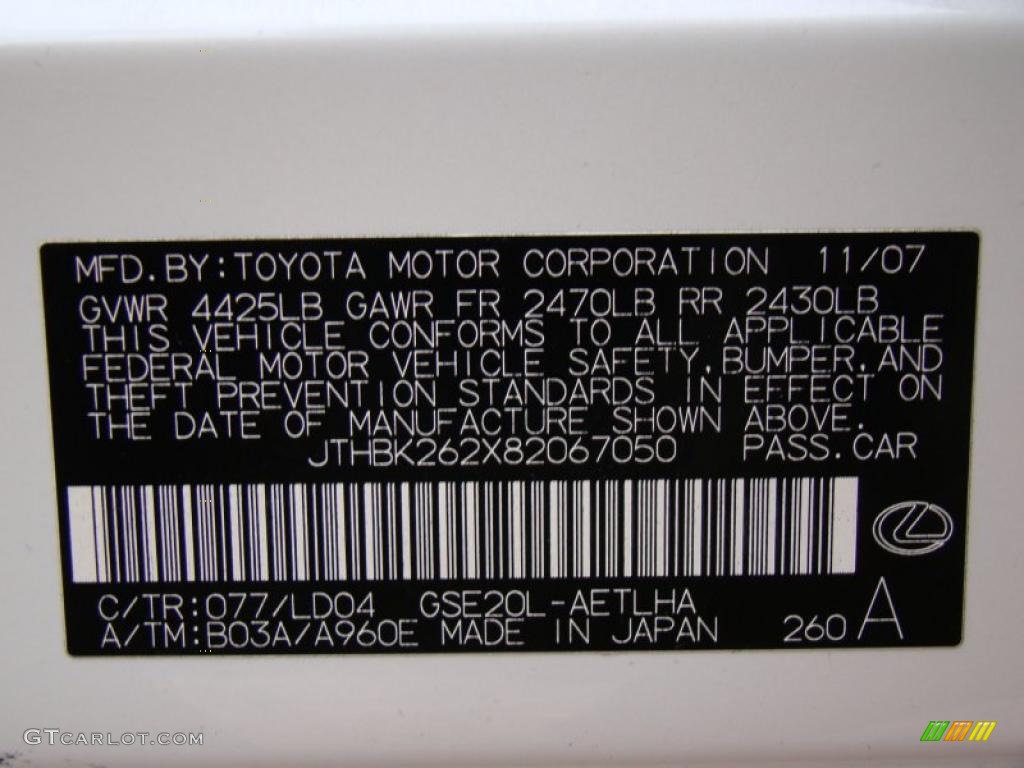 MFD.BY:TOYOTA MOTOR CORPORATION 11/07
GVWR 4425LB GAWR FR 2470LB RR 2430LB
THIS VEHICLE CONFORMS TO ALL APPLICABLE
FEDERAL MOTOR VEHICLE SAFETY,BUMPER,AND
THEFT PREVENTION STANDARDS IN EFFECT ON
THE DATE OF MANUFACTURE SHOWN ABOVE.
JTHBK262X82067050 PASS.CAR
C/TR:077/LD04 GSE20L-AETLHA
A/TM:B03A/A960E MADE IN JAPAN 260 A
GTCARLOT.COM